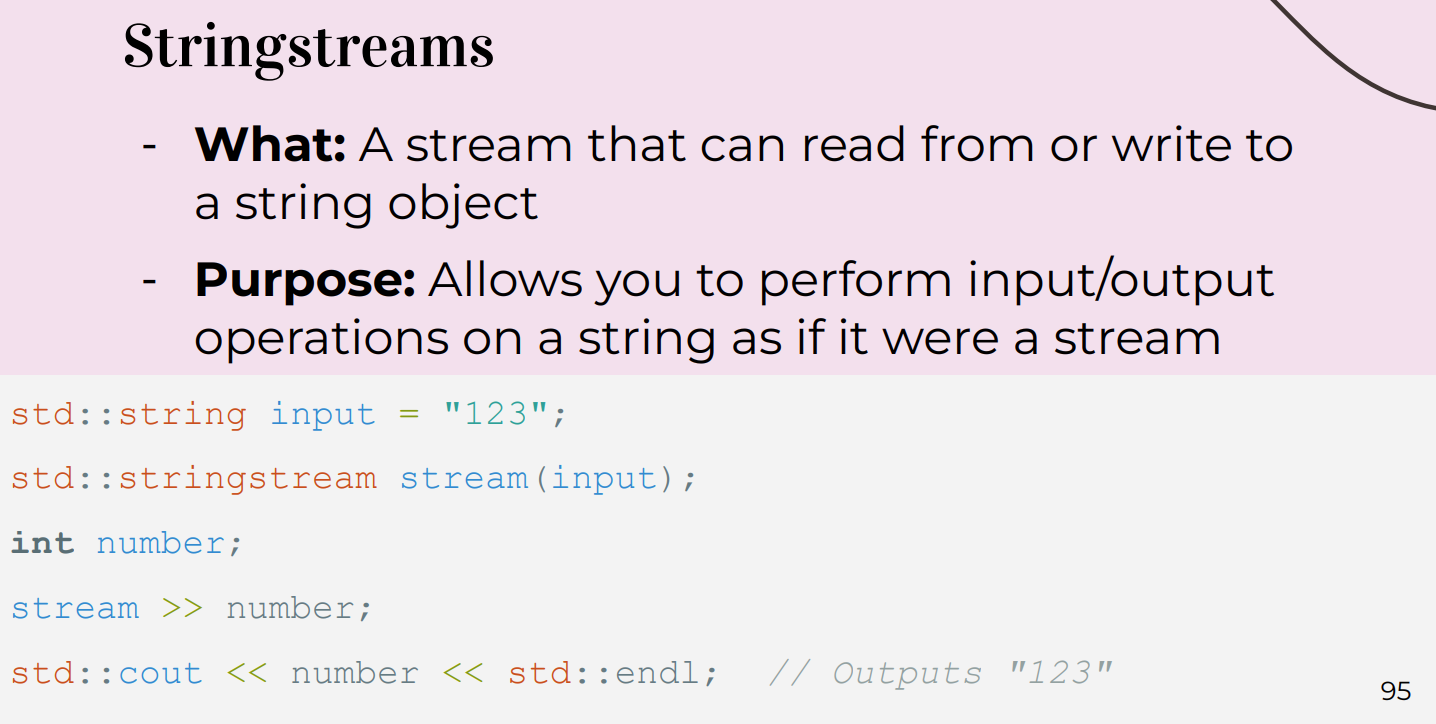 Stringstreams
- What: A stream that can read from or write to
a string object
- Purpose: Allows you to perform input/output
operations on a string as if it were a stream
std::string input = "123";
std::stringstream stream(input);
int number;
stream >> number;
std::cout << number << std::endl;  // Outputs "123"
95